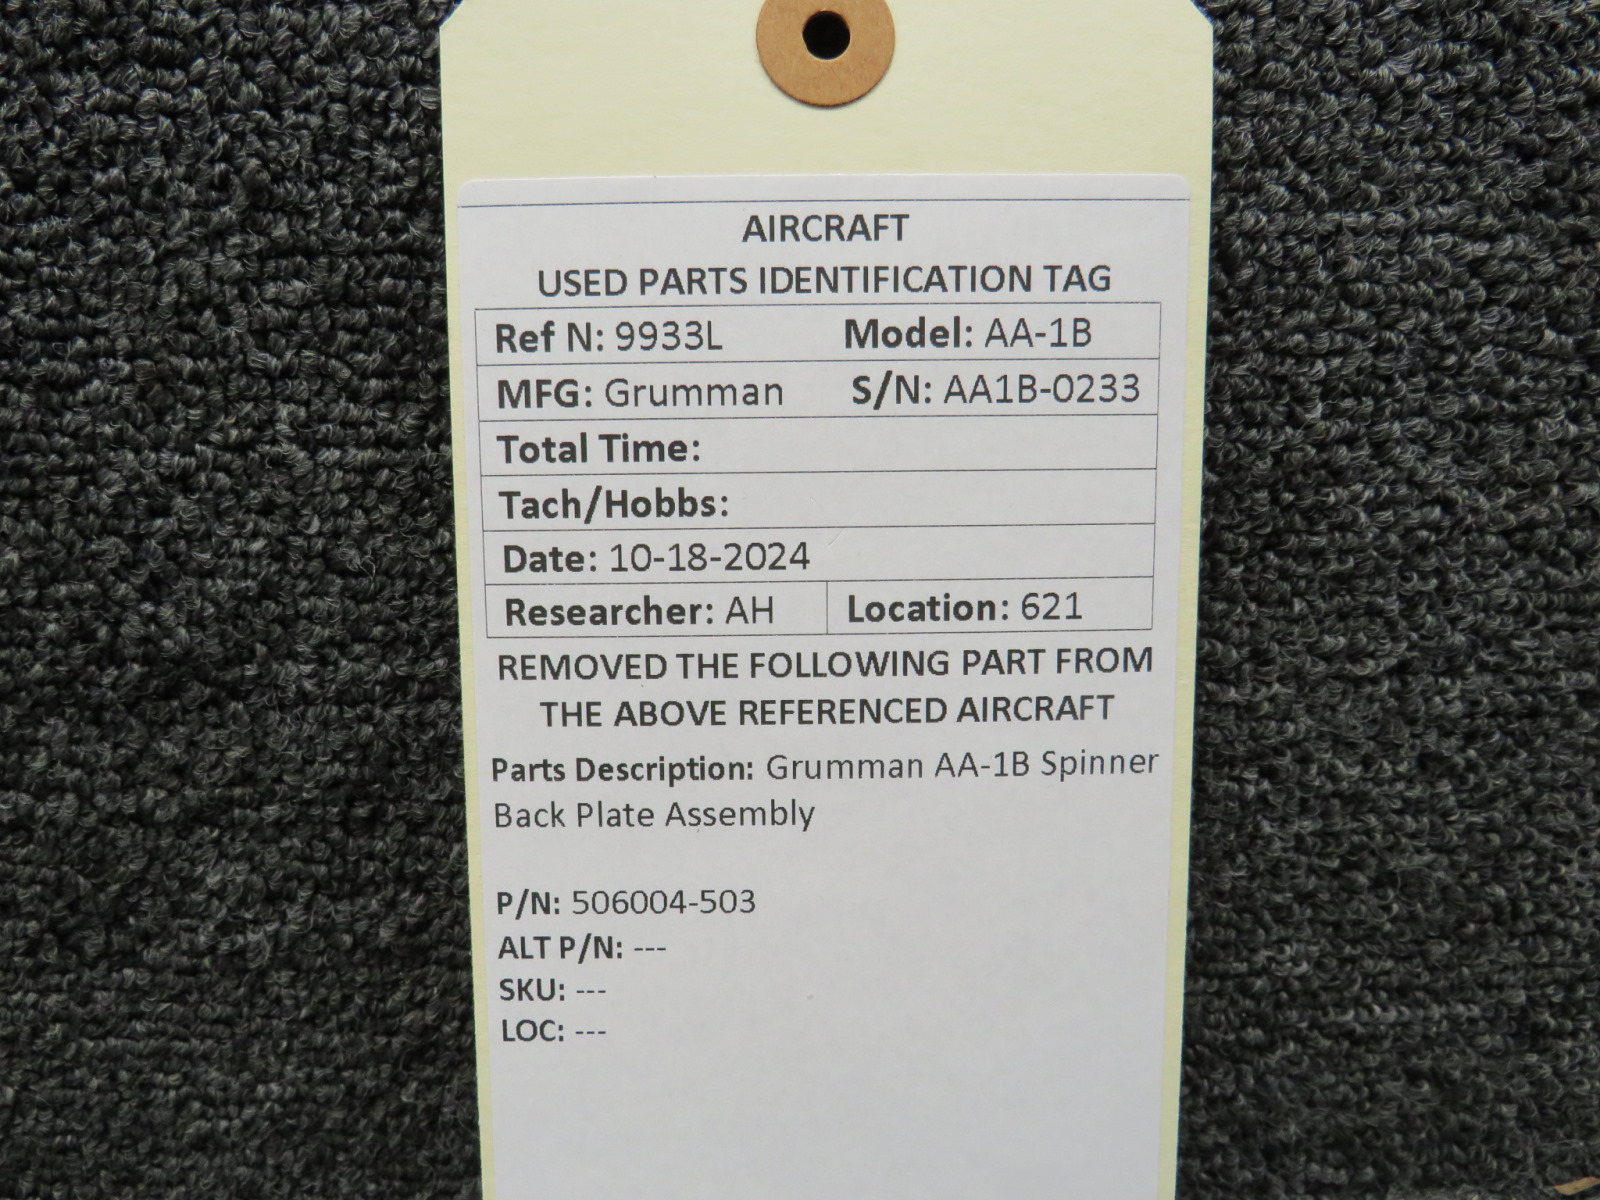 AIRCRAFT
USED PARTS IDENTIFICATION TAG
Ref N: 9933L Model: AA-1B
MFG: Grumman S/N: AA1B-0233
Total Time:
Tach/Hobbs:
Date: 10-18-2024
Researcher: AH Location: 621
REMOVED THE FOLLOWING PART FROM
THE ABOVE REFERENCED AIRCRAFT
Parts Description: Grumman AA-1B Spinner
Back Plate Assembly
P/N: 506004-503
ALT P/N: ---
SKU: ---
LOC: ---